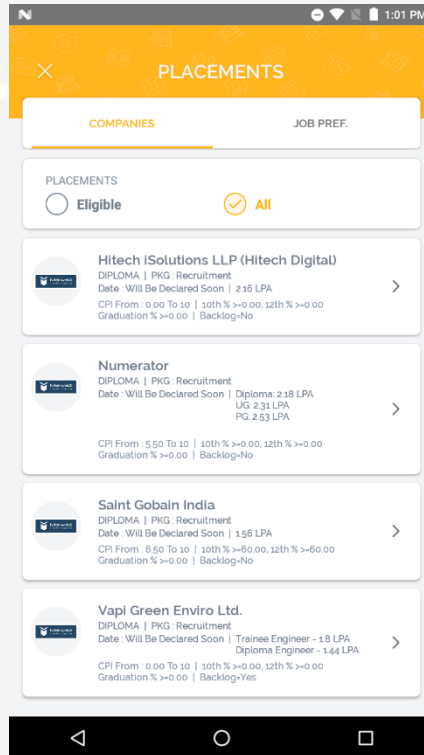 1:01 PM
PLACEMENTS
COMPANIES
JOB PREF.
PLACEMENTS
Eligible
All
Hitech iSolutions LLP (Hitech Digital)
DIPLOMA | PKG : Recruitment
Date : Will Be Declared Soon | 2.16 LPA
CPI From : 0.00 To 10 | 10th % >=0.00, 12th % >=0.00
Graduation % >=0.00 | Backlog=No
Numerator
DIPLOMA | PKG : Recruitment
Date : Will Be Declared Soon | Diploma: 2.18 LPA
UG: 2.31 LPA
PG: 2.53 LPA
CPI From : 5.50 To 10 | 10th % >=0.00, 12th % >=0.00
Graduation % >=0.00 | Backlog=No
Saint Gobain India
DIPLOMA | PKG : Recruitment
Date : Will Be Declared Soon | 1.56 LPA
CPI From : 6.50 To 10 | 10th % >=60.00, 12th % >=60.00
Graduation % >=0.00 | Backlog=No
Vapi Green Enviro Ltd.
DIPLOMA | PKG : Recruitment
Date : Will Be Declared Soon | Trainee Engineer - 1.8 LPA
Diploma Engineer - 1.44 LPA
CPI From : 0.00 To 10 | 10th % >=0.00, 12th % >=0.00
Graduation % >=0.00 | Backlog=Yes